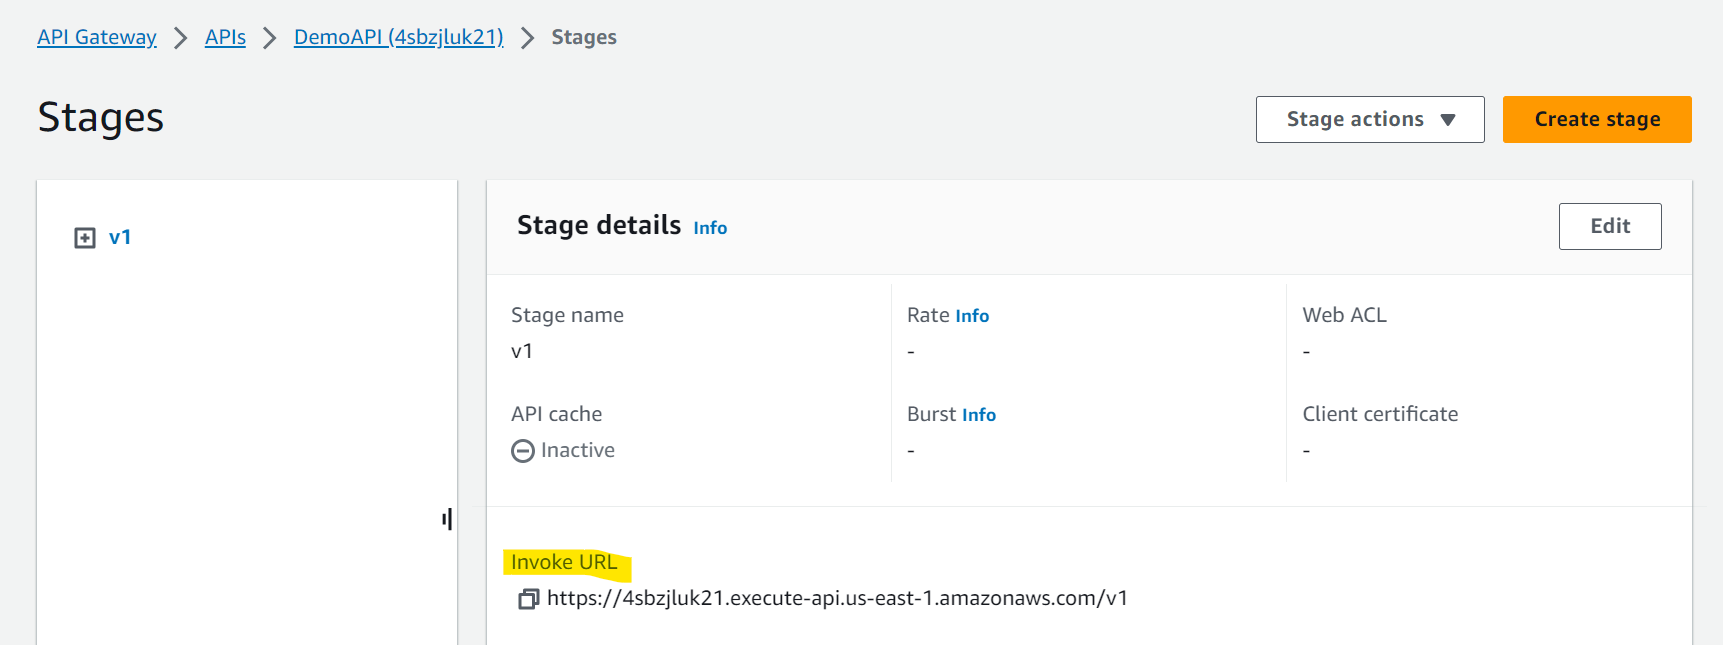 API Gateway > APIs > DemoAPI (4sbzjluk21) > Stages
Stages
Stage actions
Create stage
v1
Stage details Info
Edit
Stage name
v1
Rate Info
-
Web ACL
-
API cache
Inactive
Burst Info
-
Client certificate
-
Invoke URL
https://4sbzjluk21.execute-api.us-east-1.amazonaws.com/v1